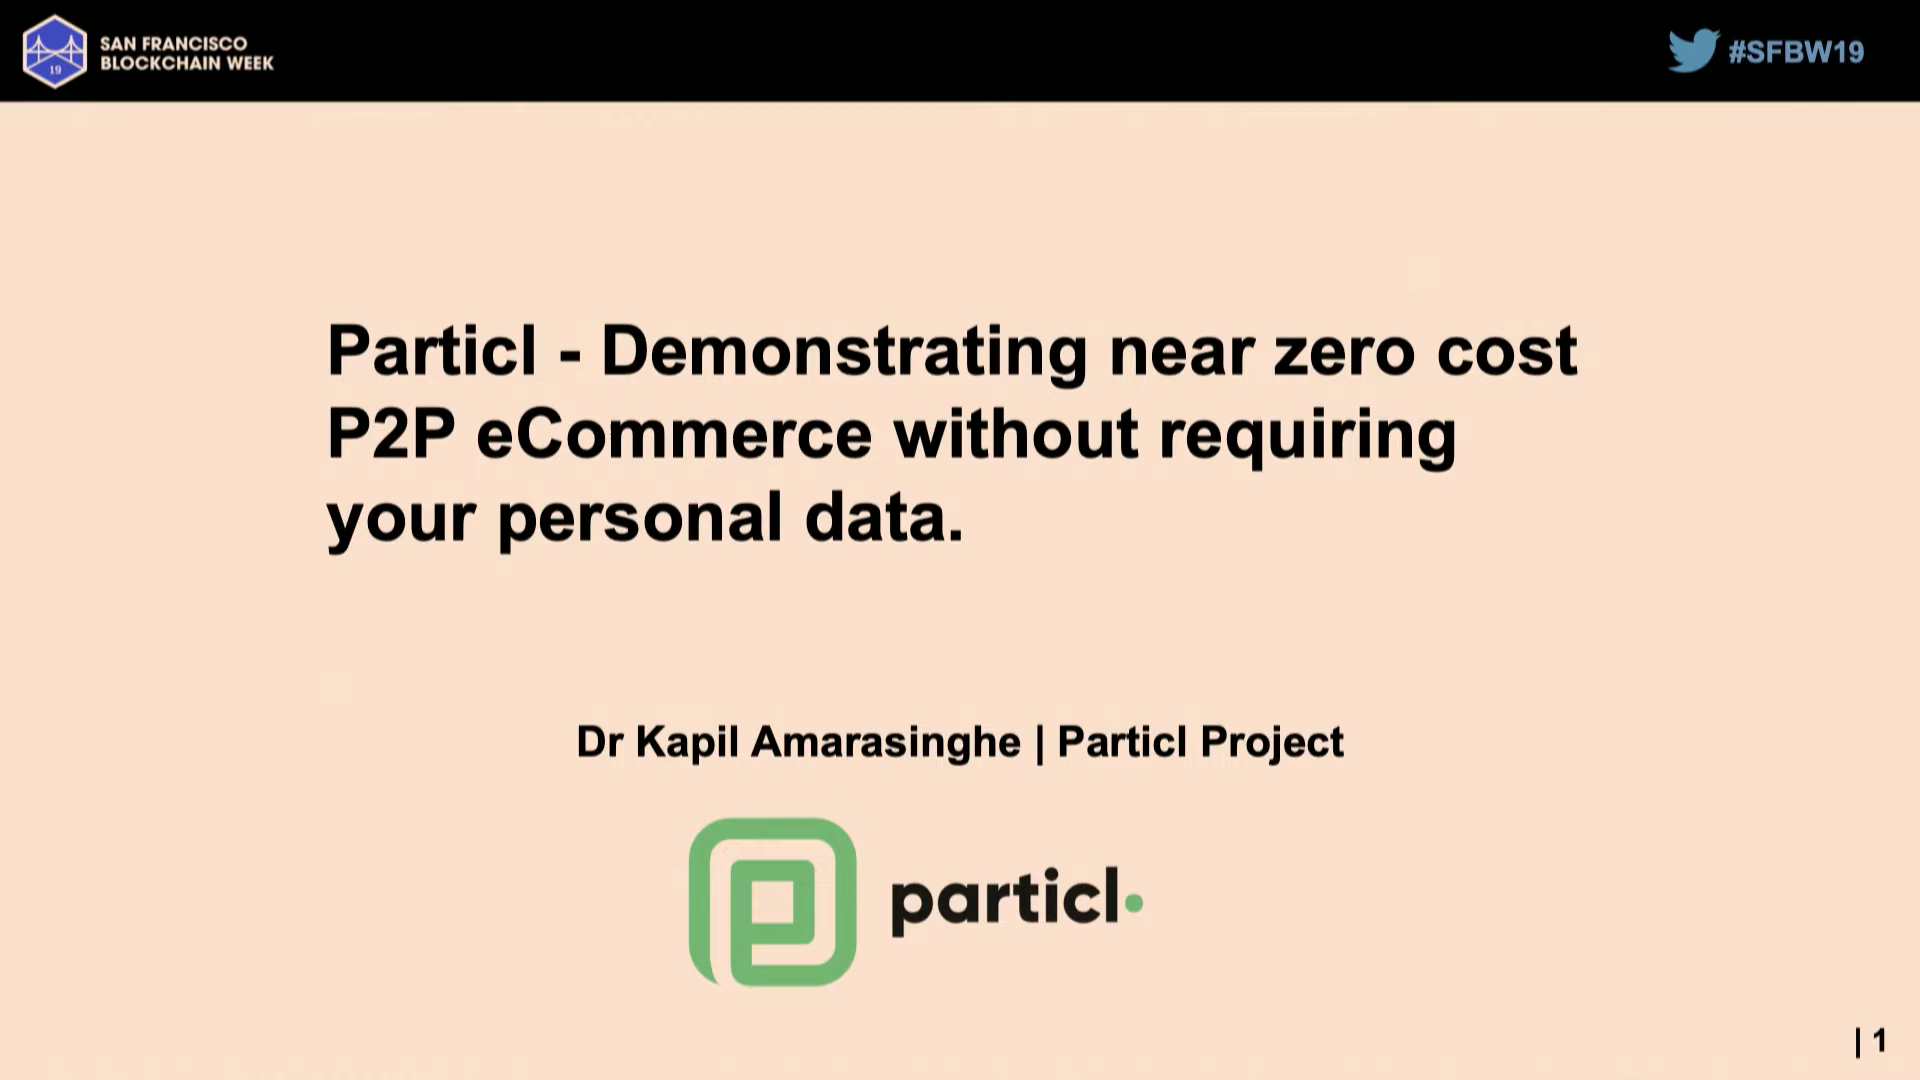 SAN FRANCISCO
BLOCKCHAIN WEEK
19
#SFBW19
Particl - Demonstrating near zero cost
P2P eCommerce without requiring
your personal data.
Dr Kapil Amarasinghe | Particl Project
particl
| 1